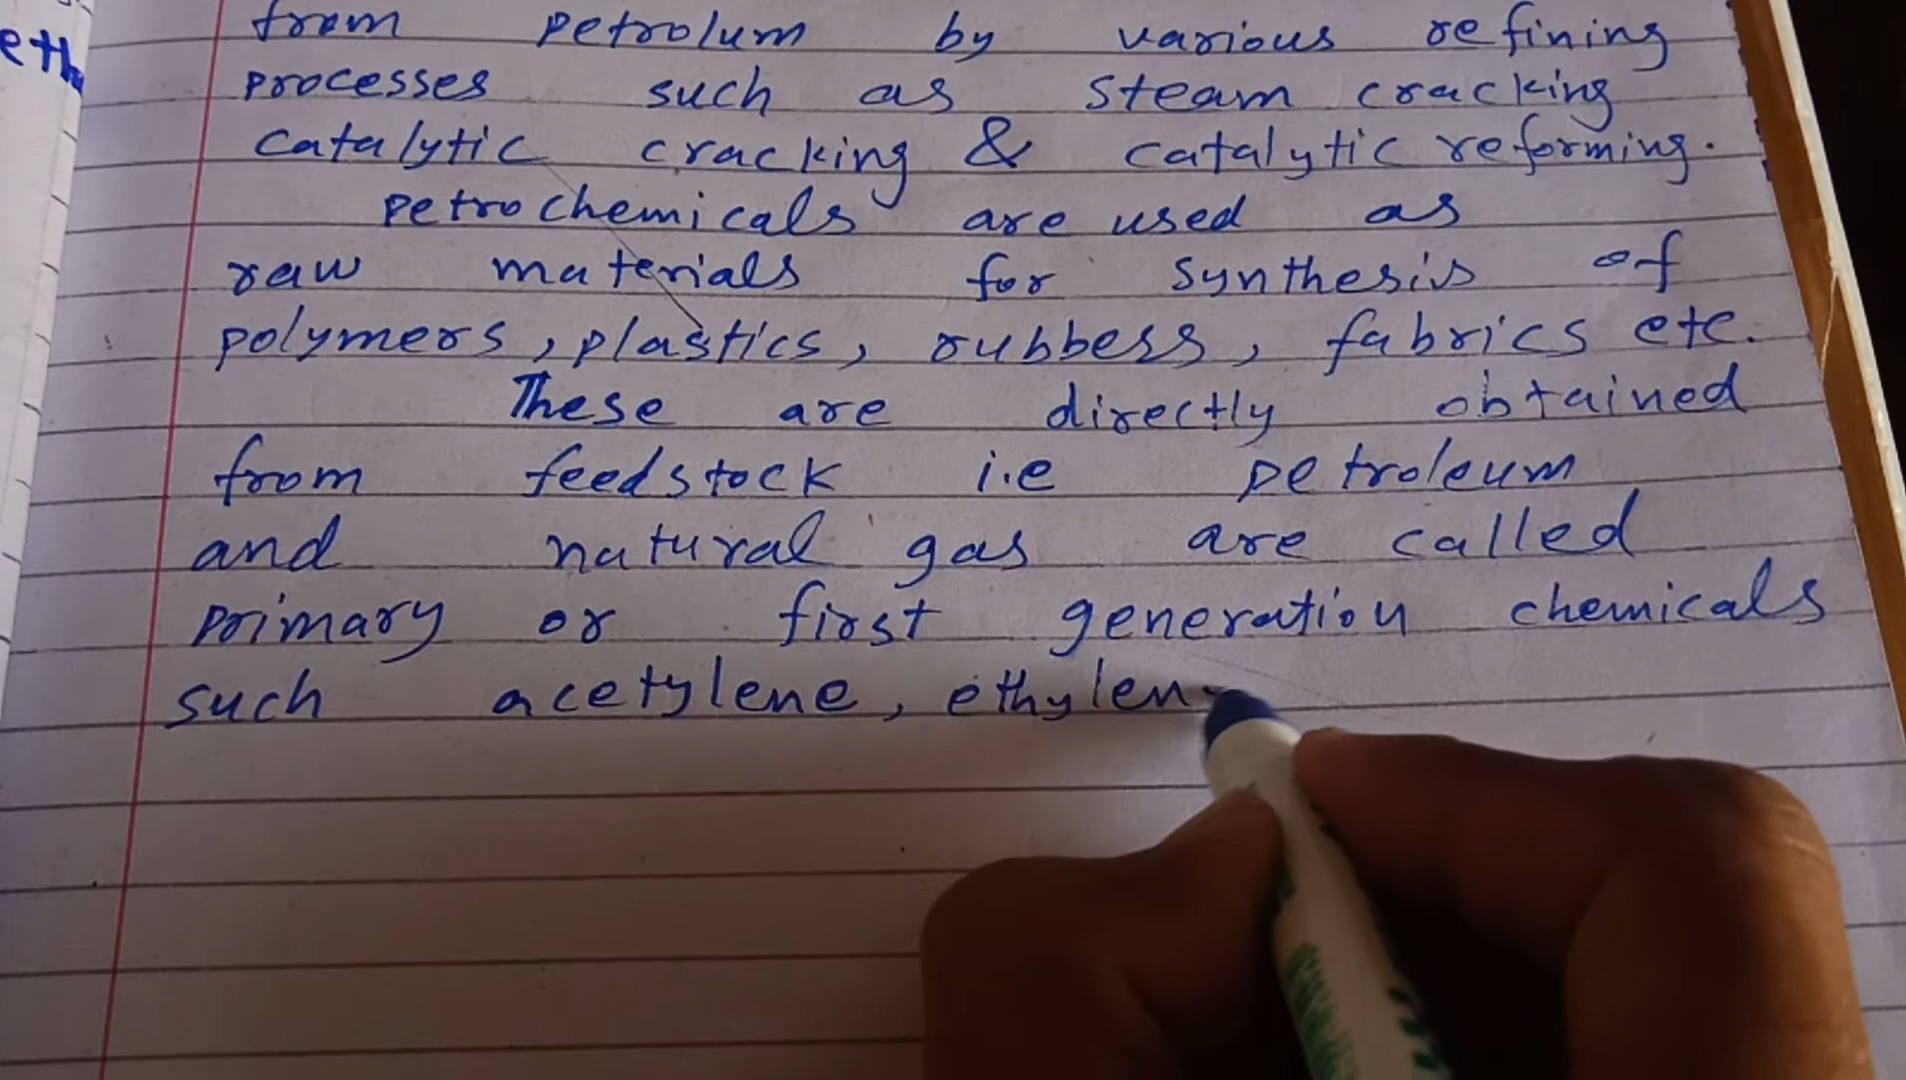 eth
from petrolum by various refining
processes such as steam cracking
catalytic cracking & catalytic reforming.
petrochemicals are used as
raw materials for synthesis of
polymers, plastics, rubbess, fabrics etc.
These are directly obtained
from feedstock i.e petroleum
and natural gas are called
primary or first generation chemicals
such acetylene, ethylen